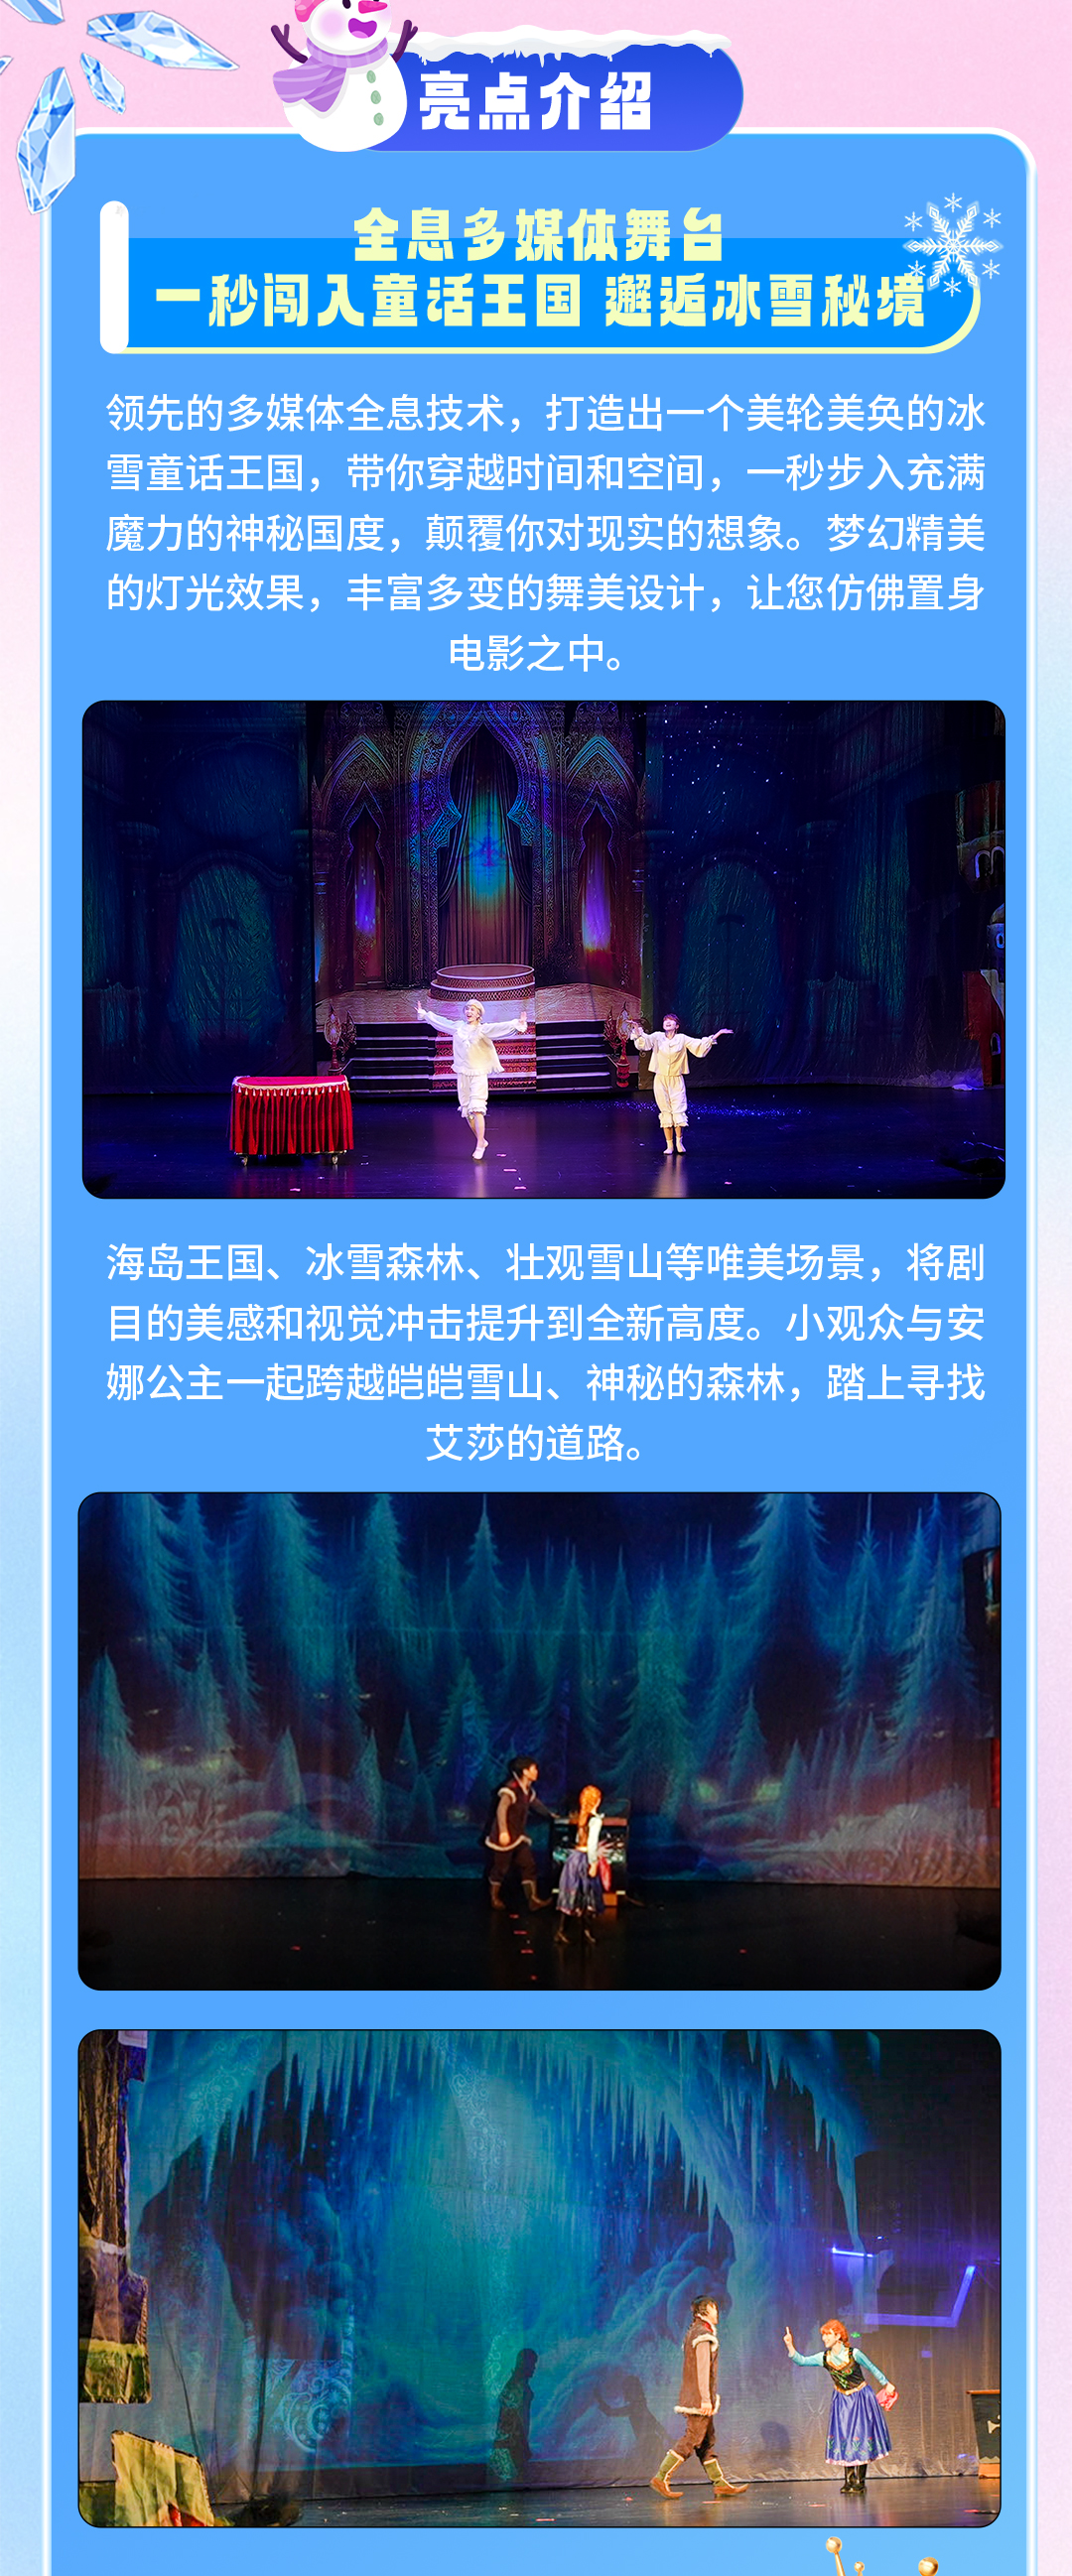 亮点介绍
全息多媒体舞台
一秒闯入童话王国 邂逅冰雪秘境
领先的多媒体全息技术，打造出一个美轮美奂的冰
雪童话王国，带你穿越时间和空间，一秒步入充满
魔力的神秘国度，颠覆你对现实的想象。梦幻精美
的灯光效果，丰富多变的舞美设计，让您仿佛置身
电影之中。
海岛王国、冰雪森林、壮观雪山等唯美场景，将剧
目的美感和视觉冲击提升到全新高度。小观众与安
娜公主一起跨越皑皑雪山、神秘的森林，踏上寻找
艾莎的道路。